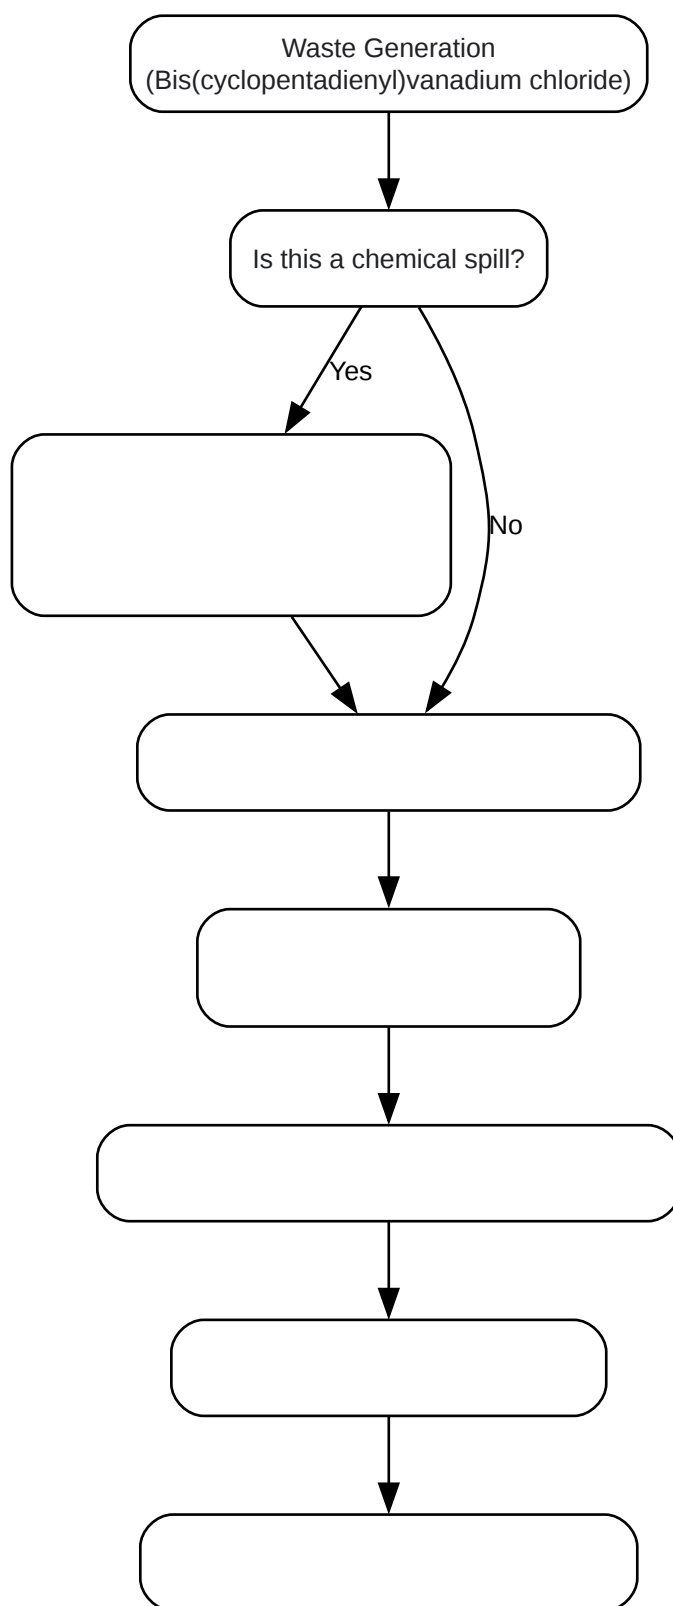 Waste Generation
(Bis(cyclopentadienyl)vanadium chloride)
Is this a chemical spill?
Yes
No